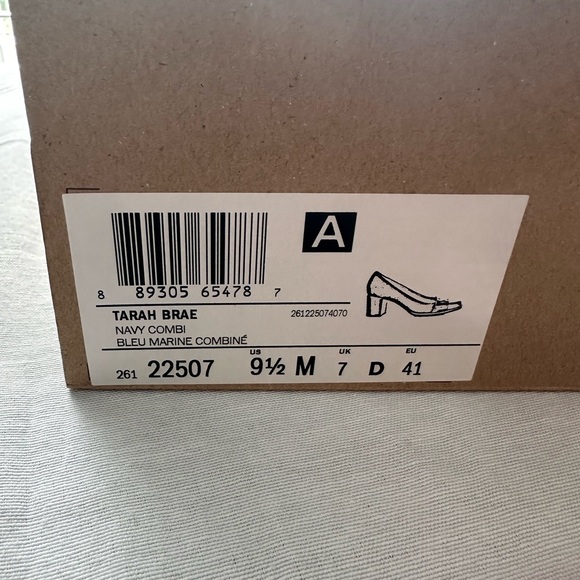 A
8 89305 65478 7
TARAH BRAE 261225074070
NAVY COMBI
BLEU MARINE COMBINÉ
US UK EU
261 22507 9½ M 7 D 41